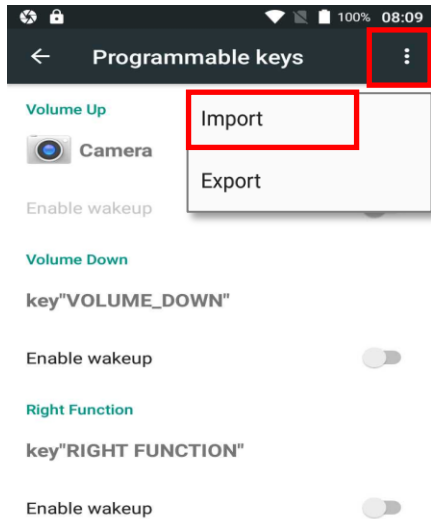 100% 08:09
Programmable keys
Volume Up
Import
Camera
Export
Enable wakeup
Volume Down
key"VOLUME_DOWN"
Enable wakeup
Right Function
key"RIGHT FUNCTION"
Enable wakeup